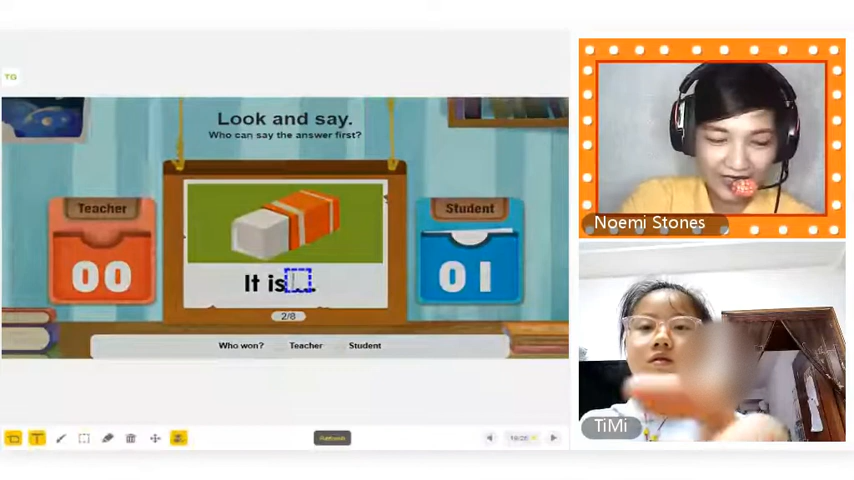 TG
Look and say.
Who can say the answer first?
Teacher
Student
00
01
It is
2/8
Who won? Teacher Student
Noemi Stones
TiMi